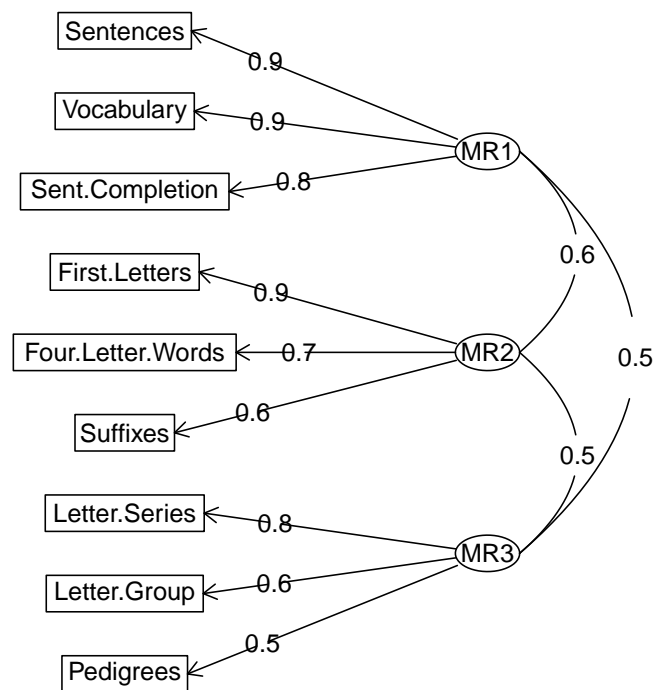 Sentences
0.9
Vocabulary
0.9
MR1
Sent.Completion
0.8
0.6
First.Letters
0.9
Four.Letter.Words
0.7
MR2
0.5
Suffixes
0.6
0.5
Letter.Series
0.8
MR3
Letter.Group
0.6
Pedigrees
0.5